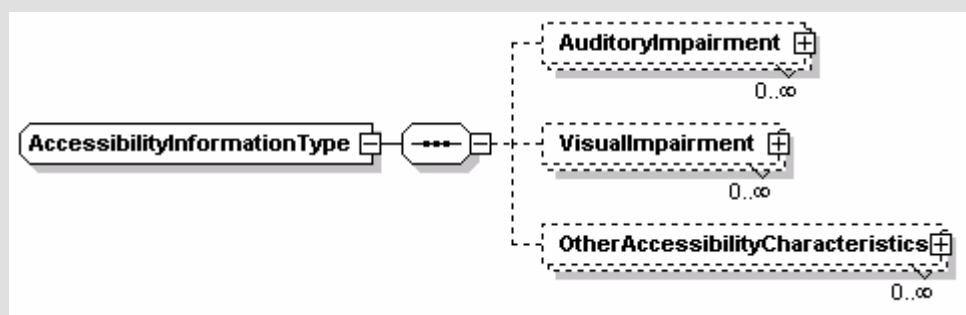 AuditoryImpairment
0..∞
AccessibilityInformationType
VisualImpairment
0..∞
OtherAccessibilityCharacteristics
0..∞